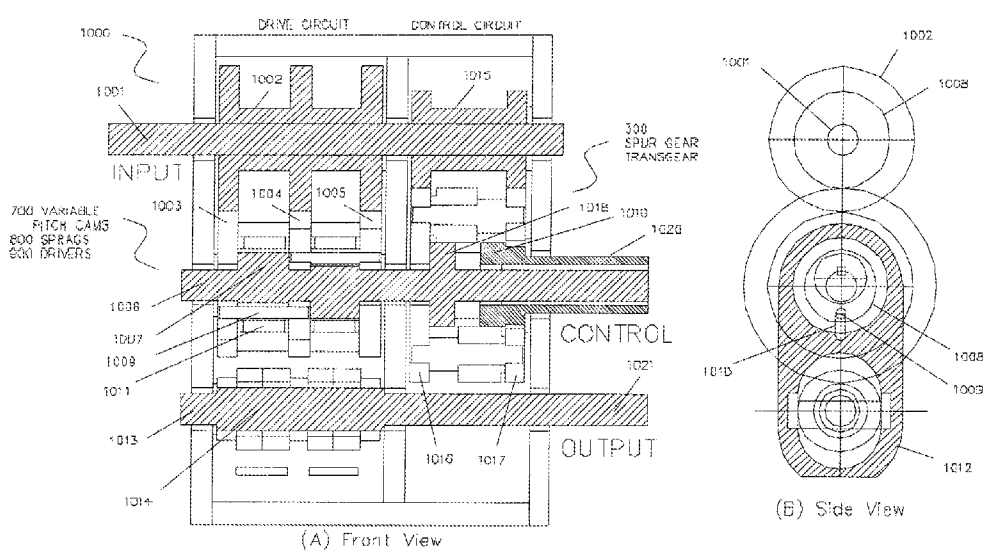 DRIVE CIRCUIT
CONTROL CIRCUIT
1000
1002
1015
1001
INPUT
300
SPUR GEAR
TRANSGEAR
1003
1004
1005
1018
1019
1020
700 VARIABLE
PITCH CAMS
800 SPRAGS
900 DRIVERS
1006
1007
1009
1011
CONTROL
1021
1013
1016
1017
OUTPUT
1014
(A) Front View
1002
1001
1003
1008
1010
1009
1012
(B) Side View